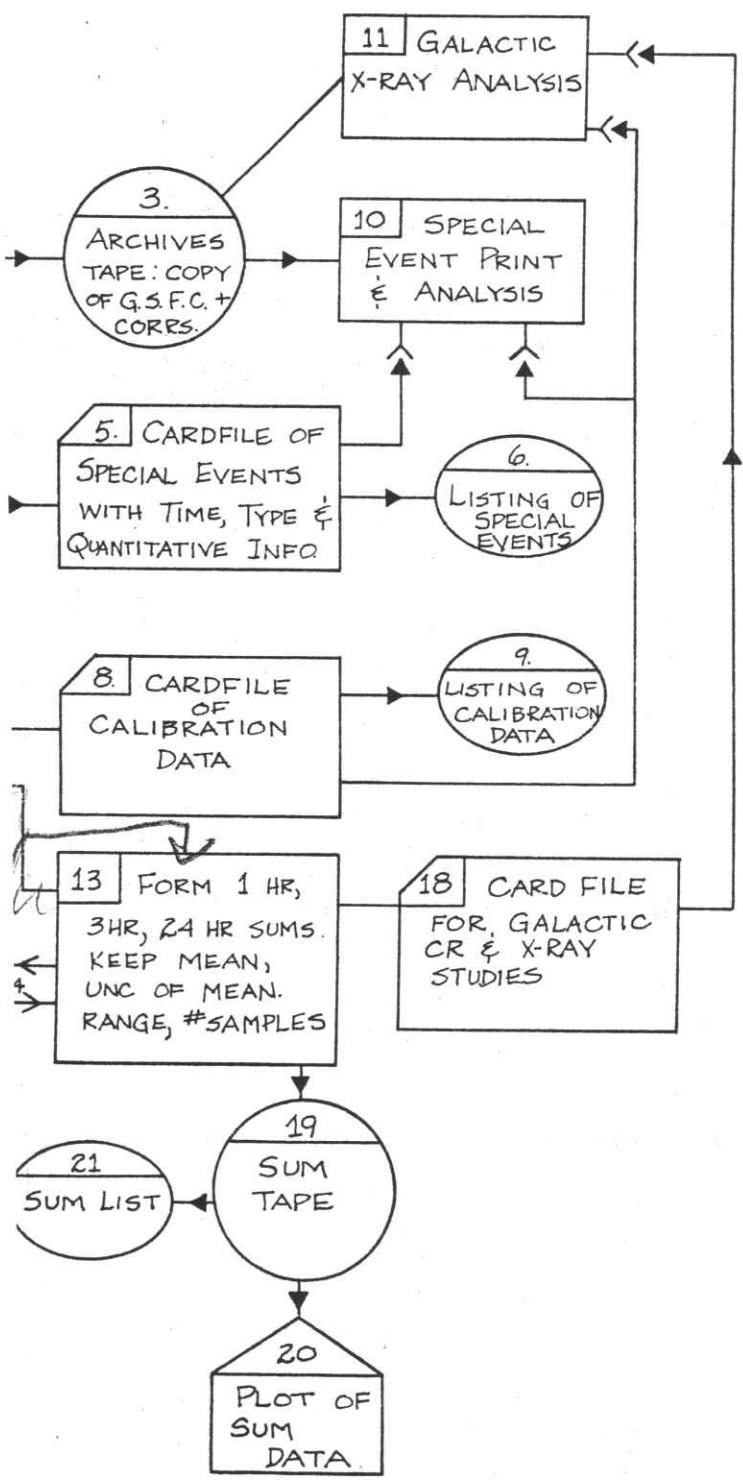 11 GALACTIC
X-RAY ANALYSIS
3.
ARCHIVES
TAPE: COPY
OF G.S.F.C. +
CORRS.
10 SPECIAL
EVENT PRINT
& ANALYSIS
5. CARDFILE OF
SPECIAL EVENTS
WITH TIME, TYPE &
QUANTITATIVE INFO
6.
LISTING OF
SPECIAL
EVENTS
8. CARDFILE
OF
CALIBRATION
DATA
9.
LISTING OF
CALIBRATION
DATA
13 FORM 1 HR,
3HR, 24 HR SUMS.
KEEP MEAN,
UNC OF MEAN.
RANGE, #SAMPLES
18 CARD FILE
FOR, GALACTIC
CR & X-RAY
STUDIES
19
SUM
TAPE
21
SUM LIST
20
PLOT OF
SUM
DATA